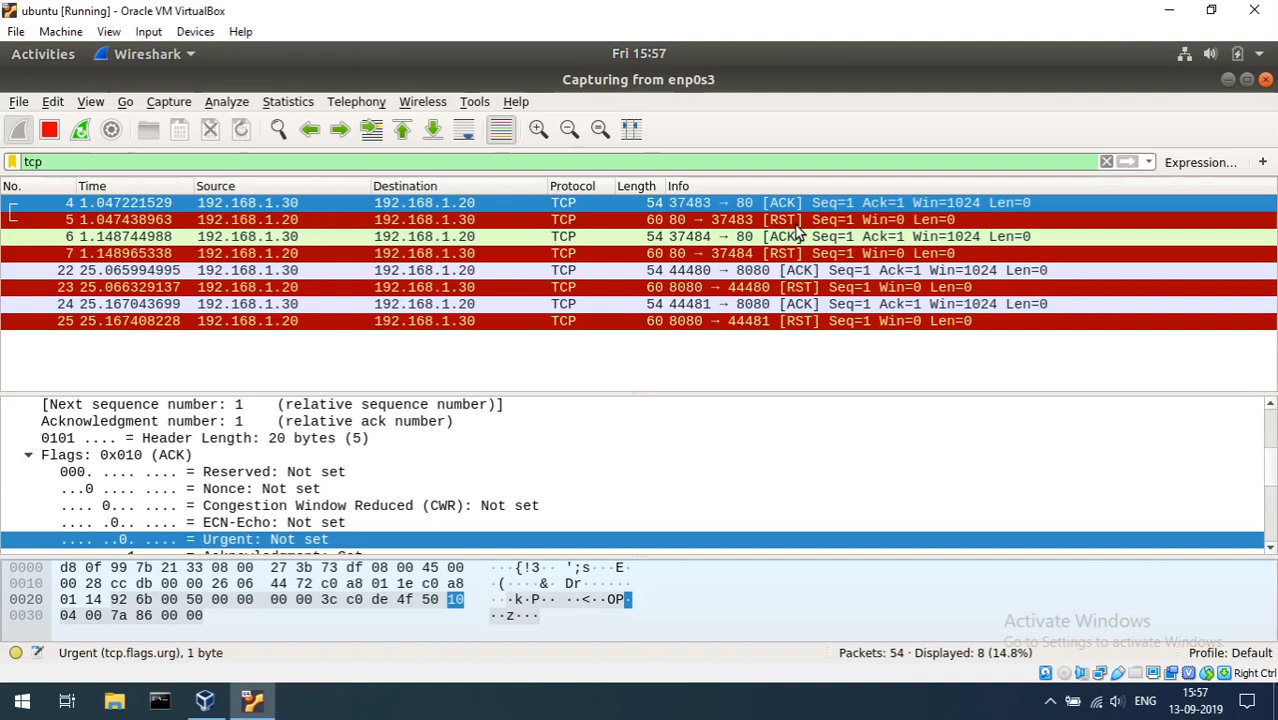 ubuntu [Running] - Oracle VM VirtualBox
File Machine View Input Devices Help
Activities Wireshark Fri 15:57
Capturing from enp0s3
File Edit View Go Capture Analyze Statistics Telephony Wireless Tools Help
tcp Expression... +
No. Time Source Destination Protocol Length Info
4 1.047221529 192.168.1.30 192.168.1.20 TCP 54 37483 → 80 [ACK] Seq=1 Ack=1 Win=1024 Len=0
5 1.047438963 192.168.1.20 192.168.1.30 TCP 60 80 → 37483 [RST] Seq=1 Win=0 Len=0
6 1.148744988 192.168.1.30 192.168.1.20 TCP 54 37484 → 80 [ACK] Seq=1 Ack=1 Win=1024 Len=0
7 1.148965338 192.168.1.20 192.168.1.30 TCP 60 80 → 37484 [RST] Seq=1 Win=0 Len=0
22 25.065994995 192.168.1.30 192.168.1.20 TCP 54 44480 → 8080 [ACK] Seq=1 Ack=1 Win=1024 Len=0
23 25.066329137 192.168.1.20 192.168.1.30 TCP 60 8080 → 44480 [RST] Seq=1 Win=0 Len=0
24 25.167043699 192.168.1.30 192.168.1.20 TCP 54 44481 → 8080 [ACK] Seq=1 Ack=1 Win=1024 Len=0
25 25.167408228 192.168.1.20 192.168.1.30 TCP 60 8080 → 44481 [RST] Seq=1 Win=0 Len=0
[Next sequence number: 1 (relative sequence number)]
Acknowledgment number: 1 (relative ack number)
0101 .... = Header Length: 20 bytes (5)
Flags: 0x010 (ACK)
000. .... .... = Reserved: Not set
...0 .... .... = Nonce: Not set
.... 0... .... = Congestion Window Reduced (CWR): Not set
.... .0.. .... = ECN-Echo: Not set
.... ..0. .... = Urgent: Not set
0000 d8 0f 99 7b 21 33 08 00 27 3b 73 df 08 00 45 00 ···{!3·· ';s···E·
0010 00 28 cc db 00 00 26 06 44 72 c0 a8 01 1e c0 a8 ·(····&· Dr······
0020 01 14 92 6b 00 50 00 00 00 00 3c c0 de 4f 50 10 ···k·P·· ··<··OP·
0030 04 00 7a 86 00 00 ··z···
Urgent (tcp.flags.urg), 1 byte Packets: 54 · Displayed: 8 (14.8%) Profile: Default
Activate Windows
Go to Settings to activate Windows.
Right Ctrl
ENG 15:57
13-09-2019